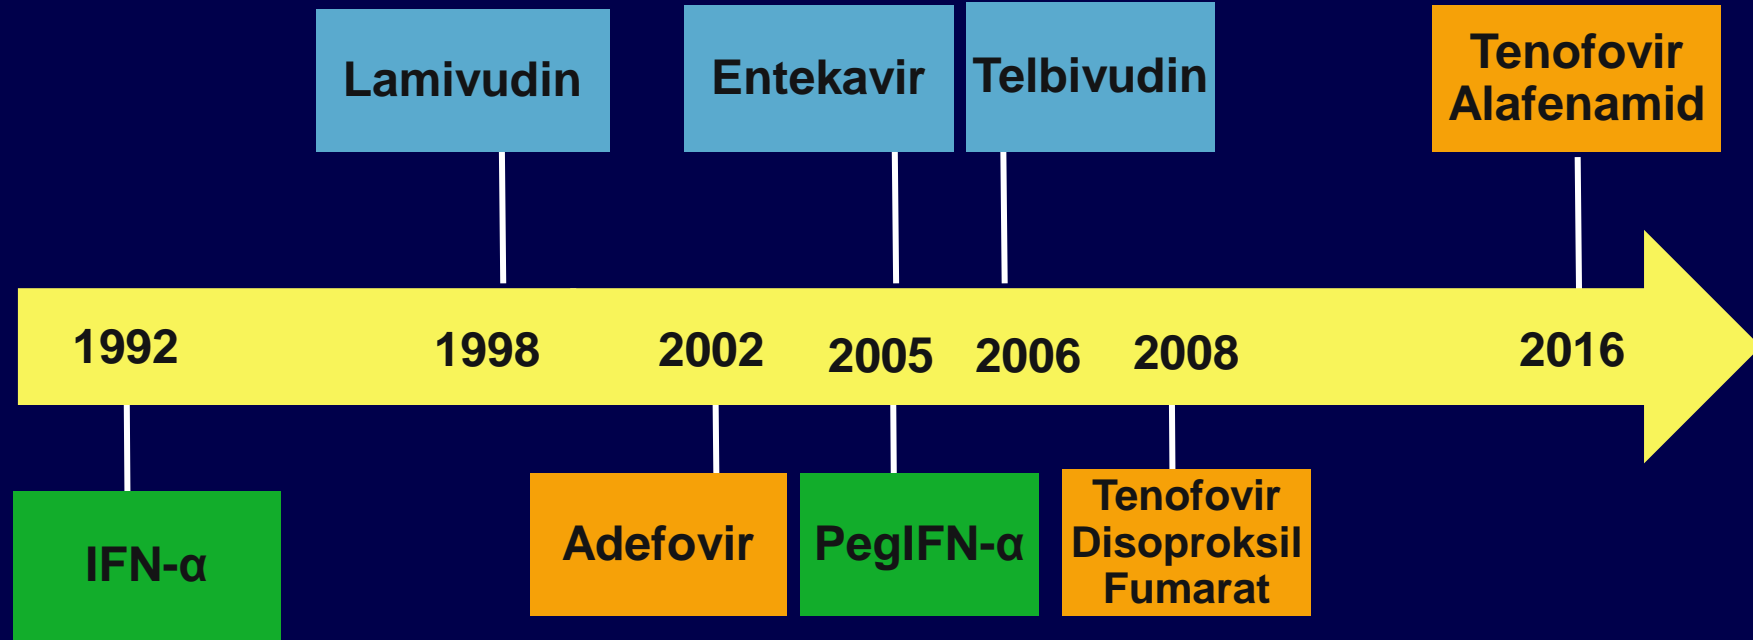 Lamivudin
Entekavir
Telbivudin
Tenofovir
Alafenamid
1992
1998
2002
2005
2006
2008
2016
IFN-α
Adefovir
PegIFN-α
Tenofovir
Disoproksil
Fumarat